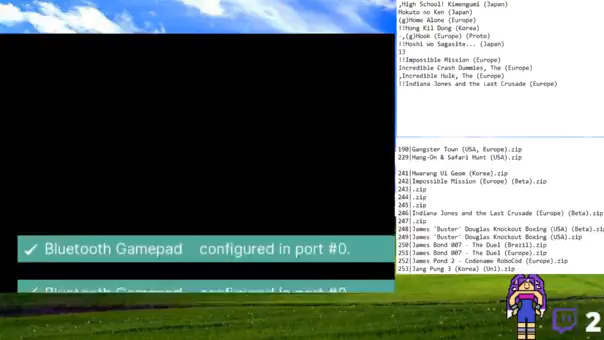 ,High School! Kimengumi (Japan)
Hokuto no Ken (Japan)
(g)Home Alone (Europe)
!!Hong Kil Dong (Korea)
-,(g)Hook (Europe) (Proto)
!!Hoshi wo Sagasite... (Japan)
13
!!Impossible Mission (Europe)
Incredible Crash Dummies, The (Europe)
,Incredible Hulk, The (Europe)
!!Indiana Jones and the Last Crusade (Europe)
190|Gangster Town (USA, Europe).zip
229|Hang-On & Safari Hunt (USA).zip
241|Hwarang Ui Geom (Korea).zip
242|Impossible Mission (Europe) (Beta).zip
243|.zip
244|.zip
245|.zip
246|Indiana Jones and the Last Crusade (Europe) (Beta).zip
247|.zip
248|James 'Buster' Douglas Knockout Boxing (USA) (Beta).zip
249|James 'Buster' Douglas Knockout Boxing (USA).zip
250|James Bond 007 - The Duel (Brazil).zip
251|James Bond 007 - The Duel (Europe).zip
252|James Pond 2 - Codename RoboCod (Europe).zip
253|Jang Pung 3 (Korea) (Unl).zip
Bluetooth Gamepad configured in port #0.
Bluetooth Gamepad configured in port #0.
2